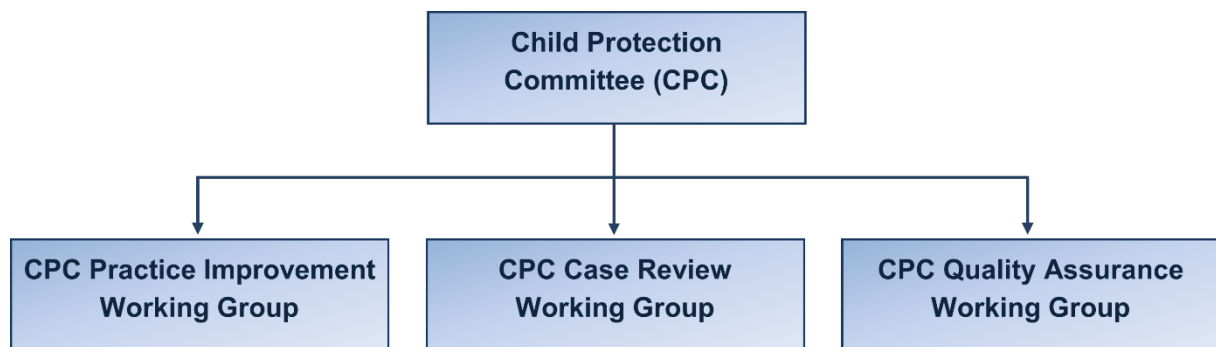 Child Protection
Committee (CPC)
CPC Practice Improvement
Working Group
CPC Case Review
Working Group
CPC Quality Assurance
Working Group